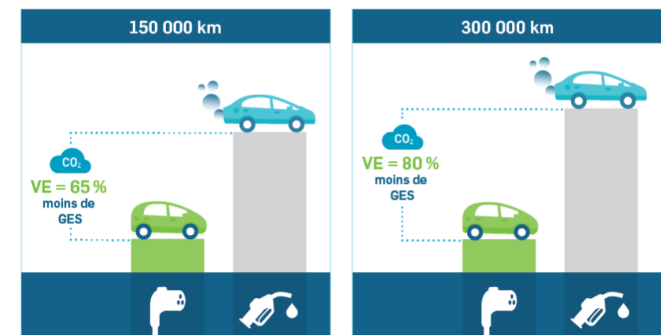 150 000 km
CO₂
VE = 65 %
moins de
GES
300 000 km
CO₂
VE = 80 %
moins de
GES